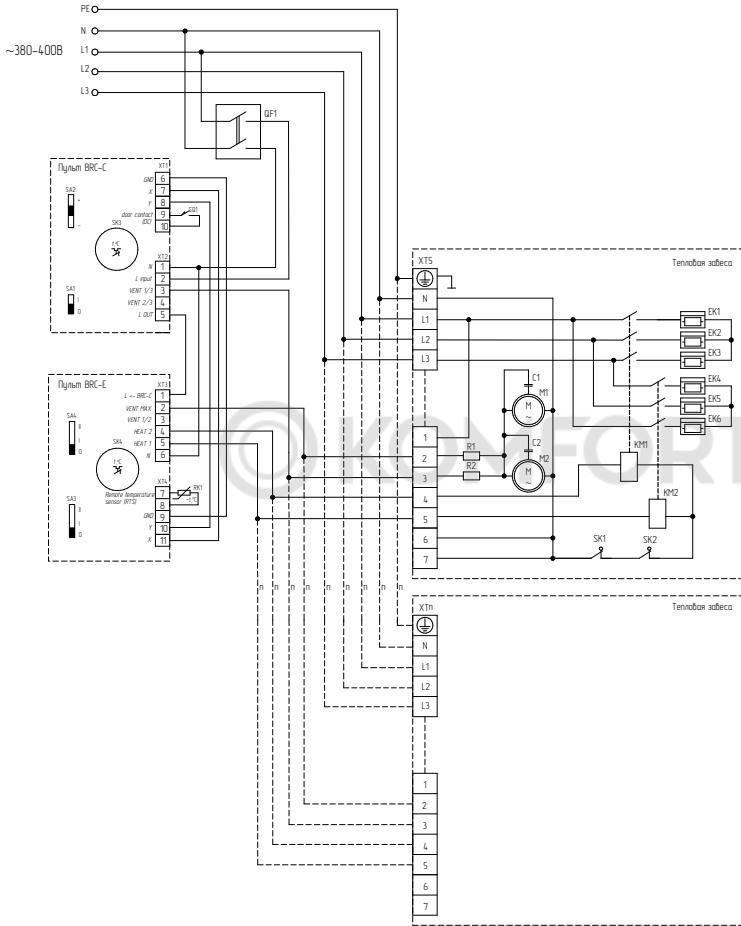 PE
N
~380-400В
L1
L2
L3
QF1
Пульт BRC-C
XT1
SA2
+
-
GND 6
X 7
Y 8
door contact (DC) 9
10
SQ1
SK3
t°C
XT2
SA1
I
0
N 1
L input 2
VENT 1/3 3
VENT 2/3 4
L OUT 5
Пульт BRC-E
XT3
SA4
II
I
0
L <- BRC-C 1
VENT MAX 2
VENT 1/2 3
HEAT 2 4
HEAT 1 5
N 6
SK4
t°C
XT4
SA3
II
I
0
Remote temperature sensor (RTS) 7
8
RK1
-t,°C
GND 9
Y 10
X 11
Тепловая завеса
XT5
N
L1
L2
L3
EK1
EK2
EK3
EK4
EK5
EK6
C1
M1
M
~
C2
M2
M
~
R1
R2
KM1
KM2
SK1
SK2
1
2
3
4
5
6
7
n n n n n n n n n
Тепловая завеса
XTn
N
L1
L2
L3
1
2
3
4
5
6
7
KOMFORT